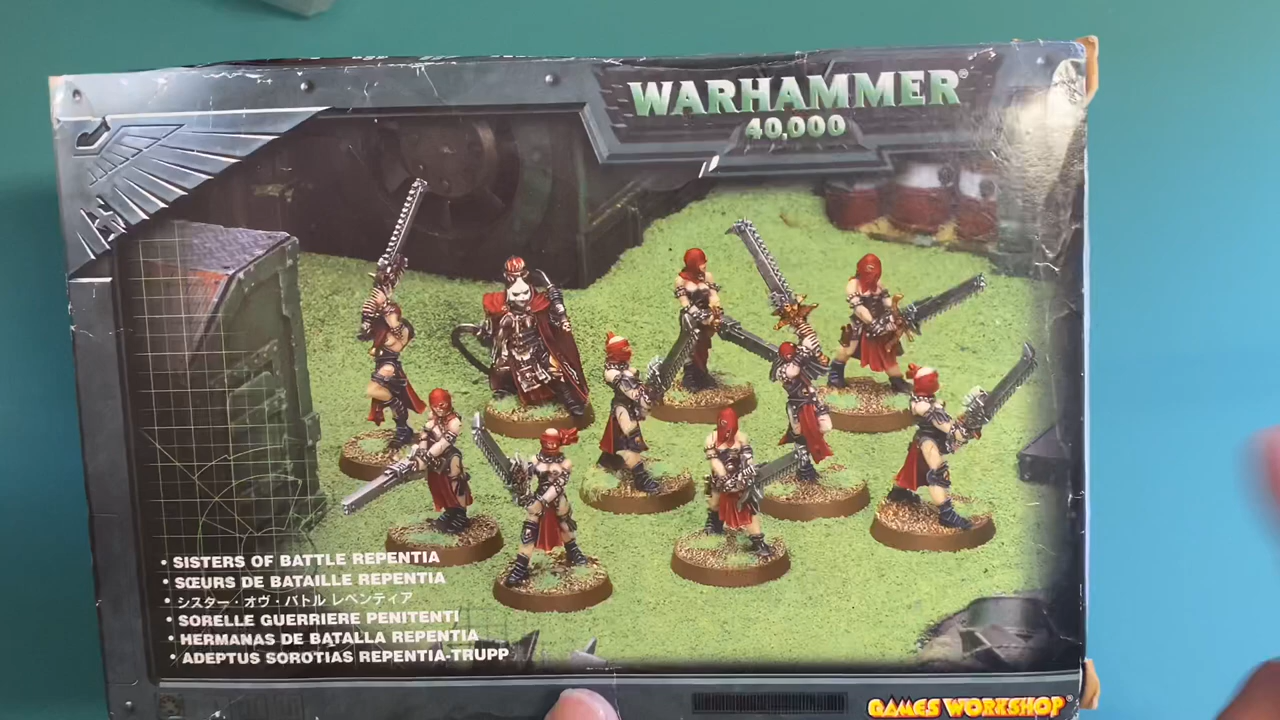 WARHAMMER®
40,000
• SISTERS OF BATTLE REPENTIA
• SŒURS DE BATAILLE REPENTIA
• シスター・オヴ・バトル レペンティア
• SORELLE GUERRIERE PENITENTI
• HERMANAS DE BATALLA REPENTIA
• ADEPTUS SOROTIAS REPENTIA-TRUPP
GAMES WORKSHOP®